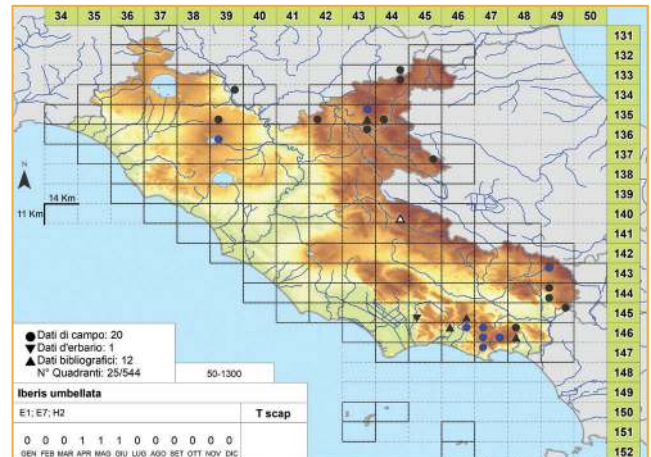 34 35 36 37 38 39 40 41 42 43 44 45 46 47 48 49 50
131
132
133
134
135
136
137
138
139
140
141
142
143
144
145
146
147
148
149
150
151
152
N
14 Km
11 Km
Dati di campo: 20
Dati d'erbario: 1
Dati bibliografici: 12
N° Quadranti: 25/544
50-1300
Iberis umbellata
E1; E7; H2
T scap
0 0 0 1 1 1 0 0 0 0 0 0
GEN FEB MAR APR MAG GIU LUG AGO SET OTT NOV DIC